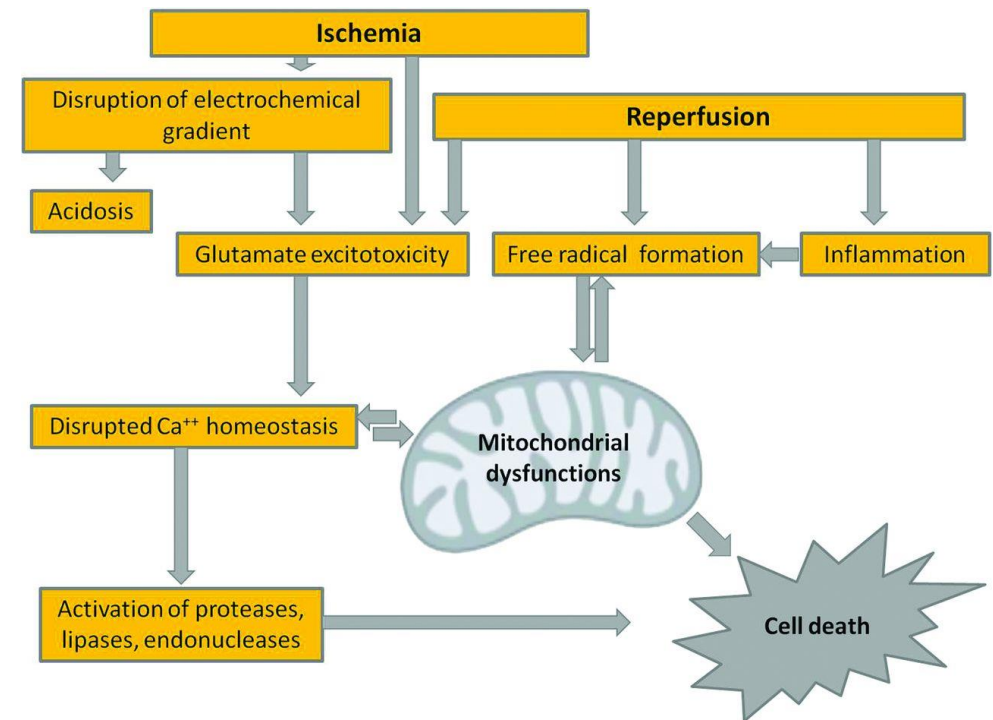 Ischemia
Disruption of electrochemical
gradient
Reperfusion
Acidosis
Glutamate excitotoxicity
Free radical formation
Inflammation
Disrupted Ca⁺⁺ homeostasis
Mitochondrial
dysfunctions
Activation of proteases,
lipases, endonucleases
Cell death